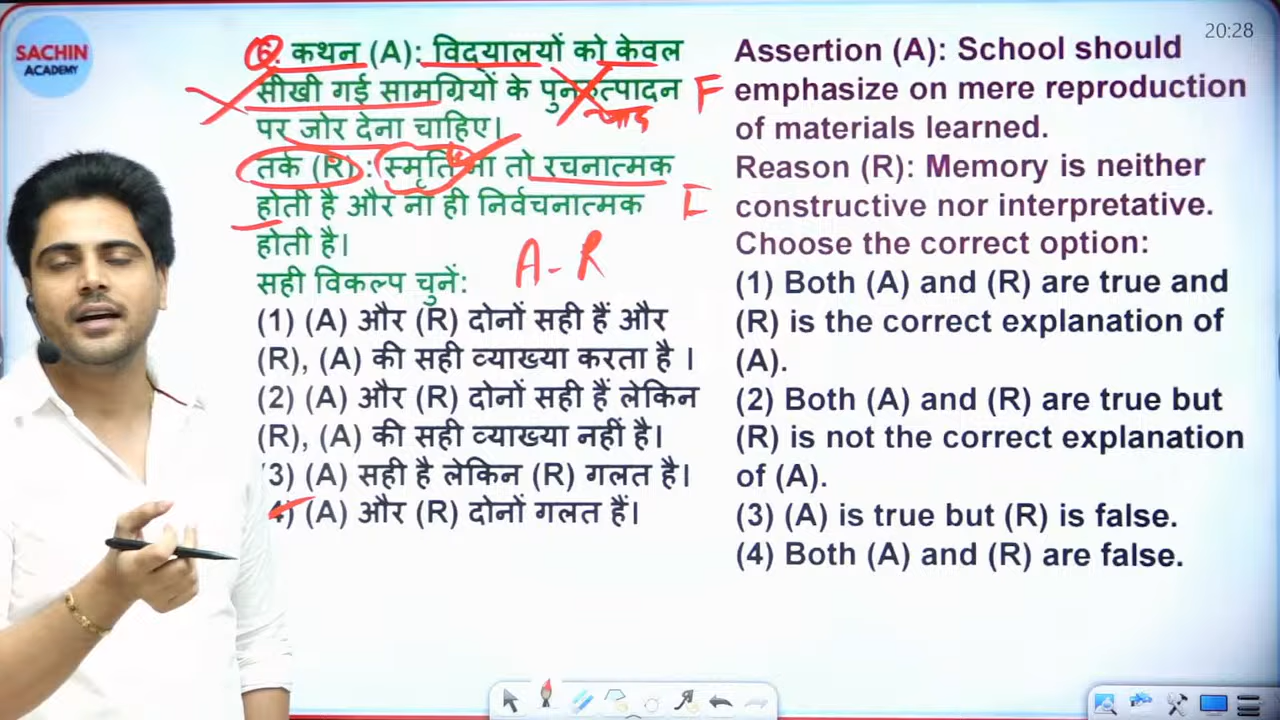 SACHIN
ACADEMY
20:28
6. कथन (A): विद्यालयों को केवल
सीखी गई सामग्रियों के पुनरुत्पादन F
पर जोर देना चाहिए।
तर्क (R) : स्मृति ना तो रचनात्मक
होती है और ना ही निर्वचनात्मक F
होती है।
A-R
सही विकल्प चुनें:
(1) (A) और (R) दोनों सही हैं और
(R), (A) की सही व्याख्या करता है ।
(2) (A) और (R) दोनों सही हैं लेकिन
(R), (A) की सही व्याख्या नहीं है।
(3) (A) सही है लेकिन (R) गलत है।
4) (A) और (R) दोनों गलत हैं।
Assertion (A): School should
emphasize on mere reproduction
of materials learned.
Reason (R): Memory is neither
constructive nor interpretative.
Choose the correct option:
(1) Both (A) and (R) are true and
(R) is the correct explanation of
(A).
(2) Both (A) and (R) are true but
(R) is not the correct explanation
of (A).
(3) (A) is true but (R) is false.
(4) Both (A) and (R) are false.